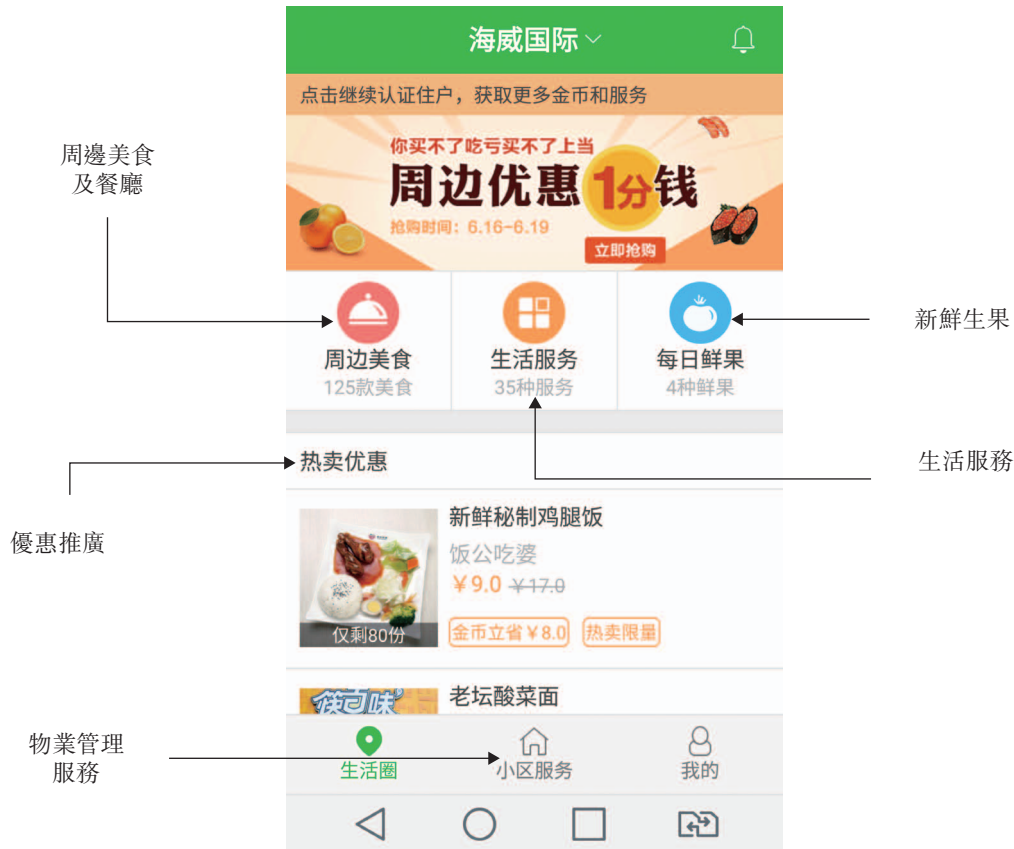 海威国际
点击继续认证住户，获取更多金币和服务
你买不了吃亏买不了上当
周边优惠1分钱
抢购时间：6.16-6.19
立即抢购
周邊美食
及餐廳
周边美食
125款美食
生活服务
35种服务
每日鲜果
4种鲜果
新鮮生果
生活服務
热卖优惠
優惠推廣
新鲜秘制鸡腿饭
饭公吃婆
￥9.0 ￥17.0
仅剩80份
金币立省￥8.0 热卖限量
筷百味
老坛酸菜面
物業管理
服務
生活圈
小区服务
我的